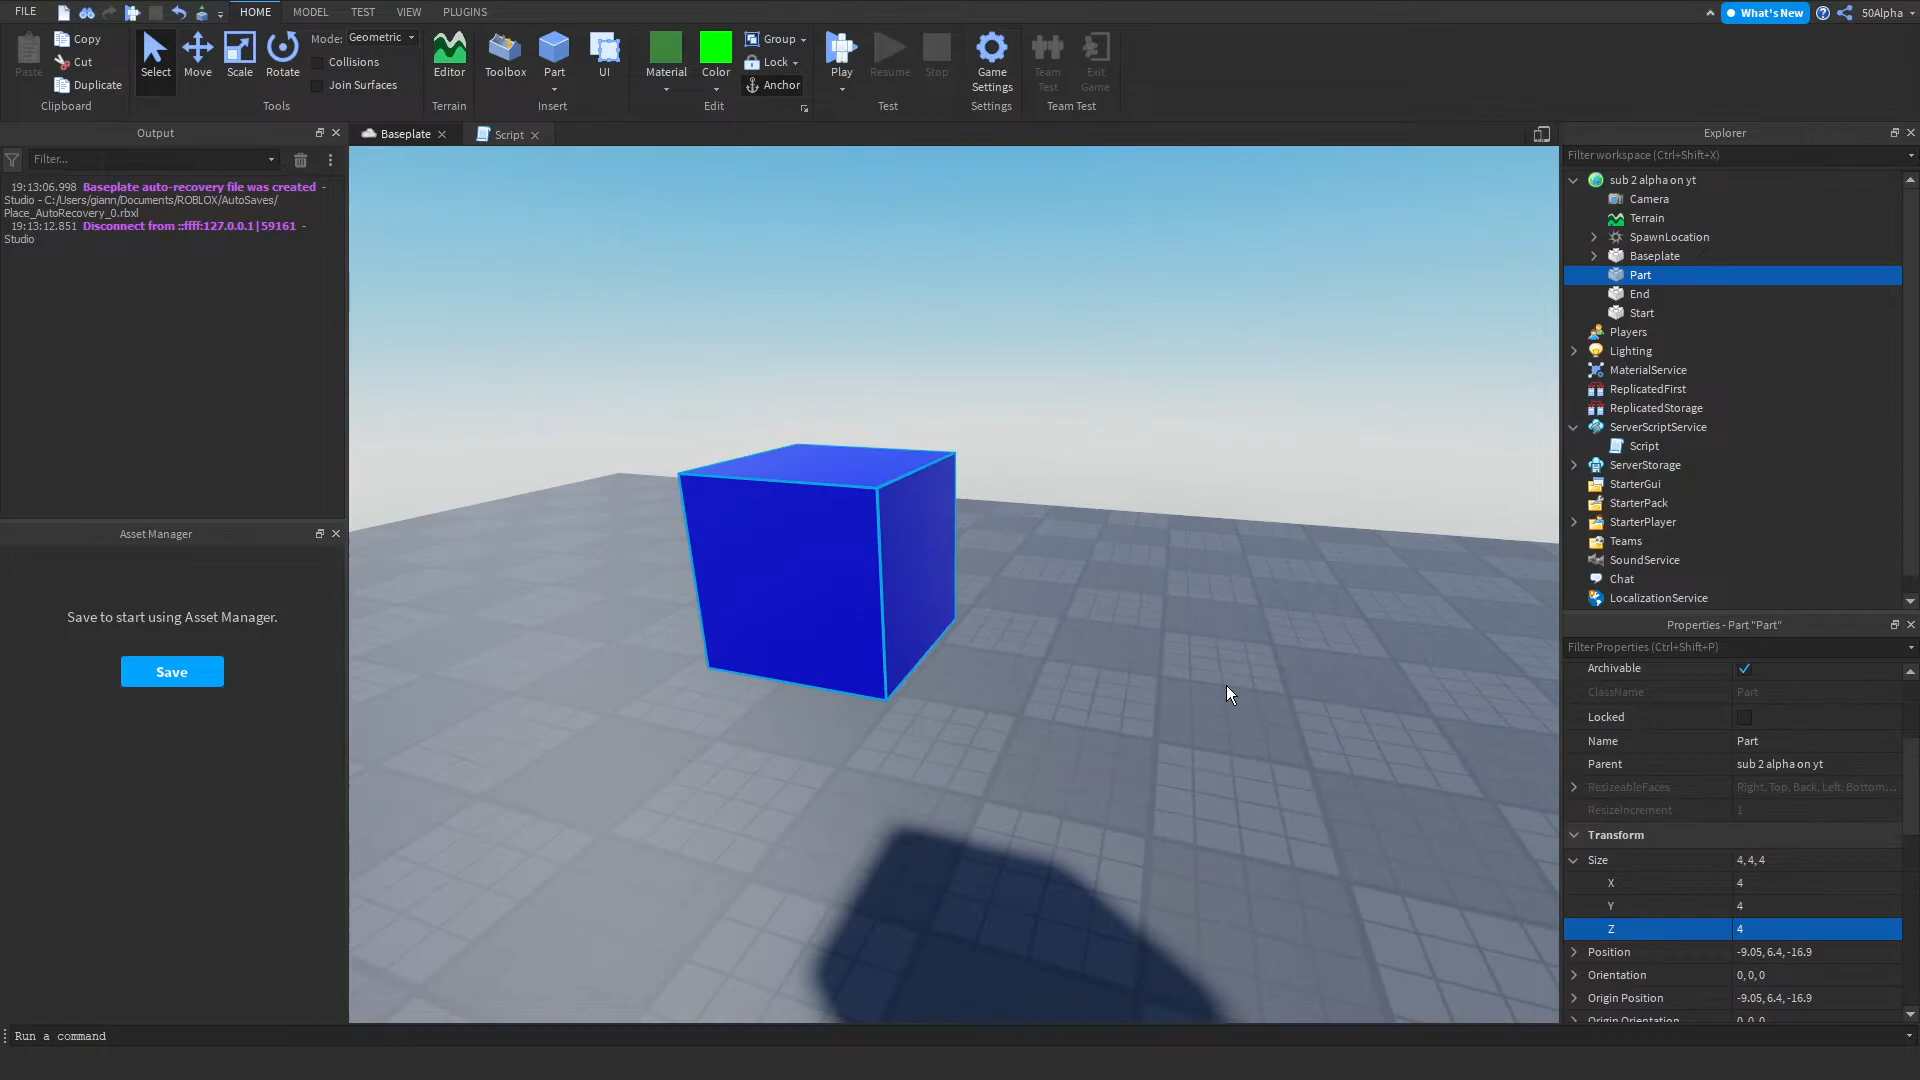 FILE
HOME
MODEL
TEST
VIEW
PLUGINS
What's New
50Alpha
Paste
Copy
Cut
Duplicate
Clipboard
Select
Move
Scale
Rotate
Mode: Geometric
Collisions
Join Surfaces
Tools
Editor
Terrain
Toolbox
Part
UI
Insert
Material
Color
Group
Lock
Anchor
Edit
Play
Resume
Stop
Test
Game
Settings
Settings
Team
Test
Exit
Game
Team Test
Output
Filter...
19:13:06.998 Baseplate auto-recovery file was created -
Studio - C:/Users/giann/Documents/ROBLOX/AutoSaves/
Place_AutoRecovery_0.rbxl
19:13:12.851 Disconnect from ::ffff:127.0.0.1|59161 -
Studio
Asset Manager
Save to start using Asset Manager.
Save
Baseplate
Script
Explorer
Filter workspace (Ctrl+Shift+X)
sub 2 alpha on yt
Camera
Terrain
SpawnLocation
Baseplate
Part
End
Start
Players
Lighting
MaterialService
ReplicatedFirst
ReplicatedStorage
ServerScriptService
Script
ServerStorage
StarterGui
StarterPack
StarterPlayer
Teams
SoundService
Chat
LocalizationService
Properties - Part "Part"
Filter Properties (Ctrl+Shift+P)
Archivable
ClassName Part
Locked
Name Part
Parent sub 2 alpha on yt
ResizeableFaces Right, Top, Back, Left, Bottom...
ResizeIncrement 1
Transform
Size 4, 4, 4
X 4
Y 4
Z 4
Position -9.05, 6.4, -16.9
Orientation 0, 0, 0
Origin Position -9.05, 6.4, -16.9
Origin Orientation 0, 0, 0
Run a command